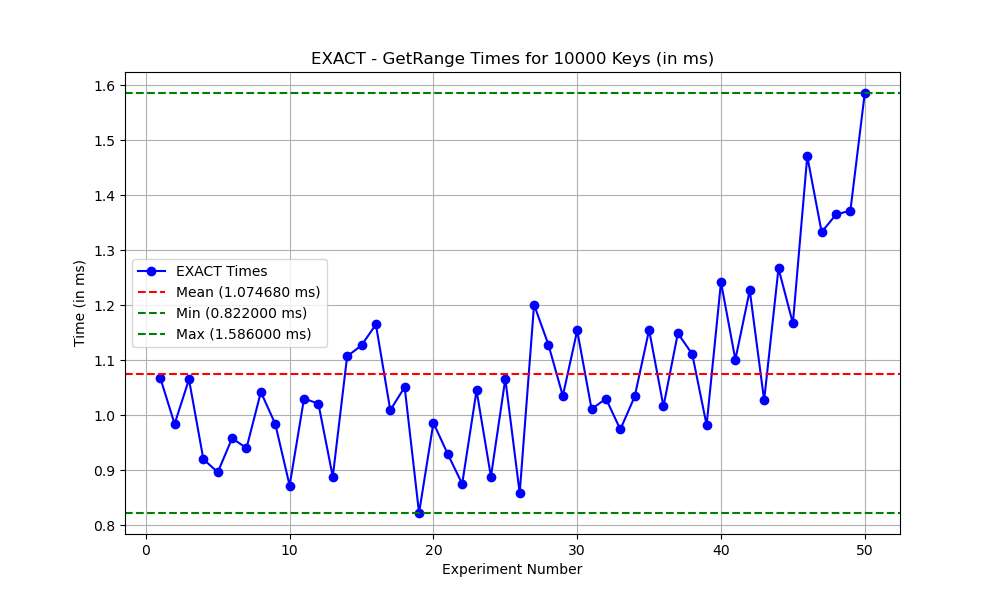 EXACT - GetRange Times for 10000 Keys (in ms)
1.6
1.5
1.4
1.3
1.2
1.1
1.0
0.9
0.8
Time (in ms)
EXACT Times
Mean (1.074680 ms)
Min (0.822000 ms)
Max (1.586000 ms)
0 10 20 30 40 50
Experiment Number